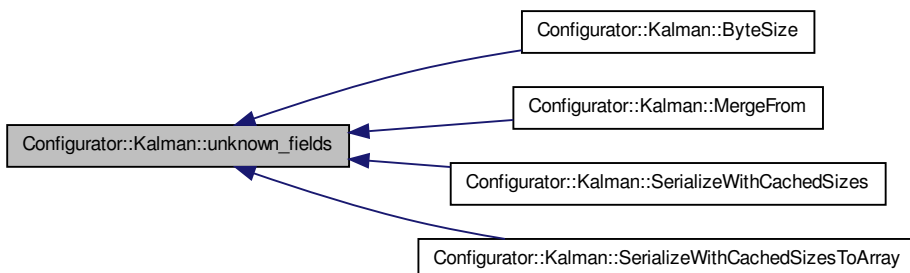 Configurator::Kalman::ByteSize
Configurator::Kalman::MergeFrom
Configurator::Kalman::unknown_fields
Configurator::Kalman::SerializeWithCachedSizes
Configurator::Kalman::SerializeWithCachedSizesToArray